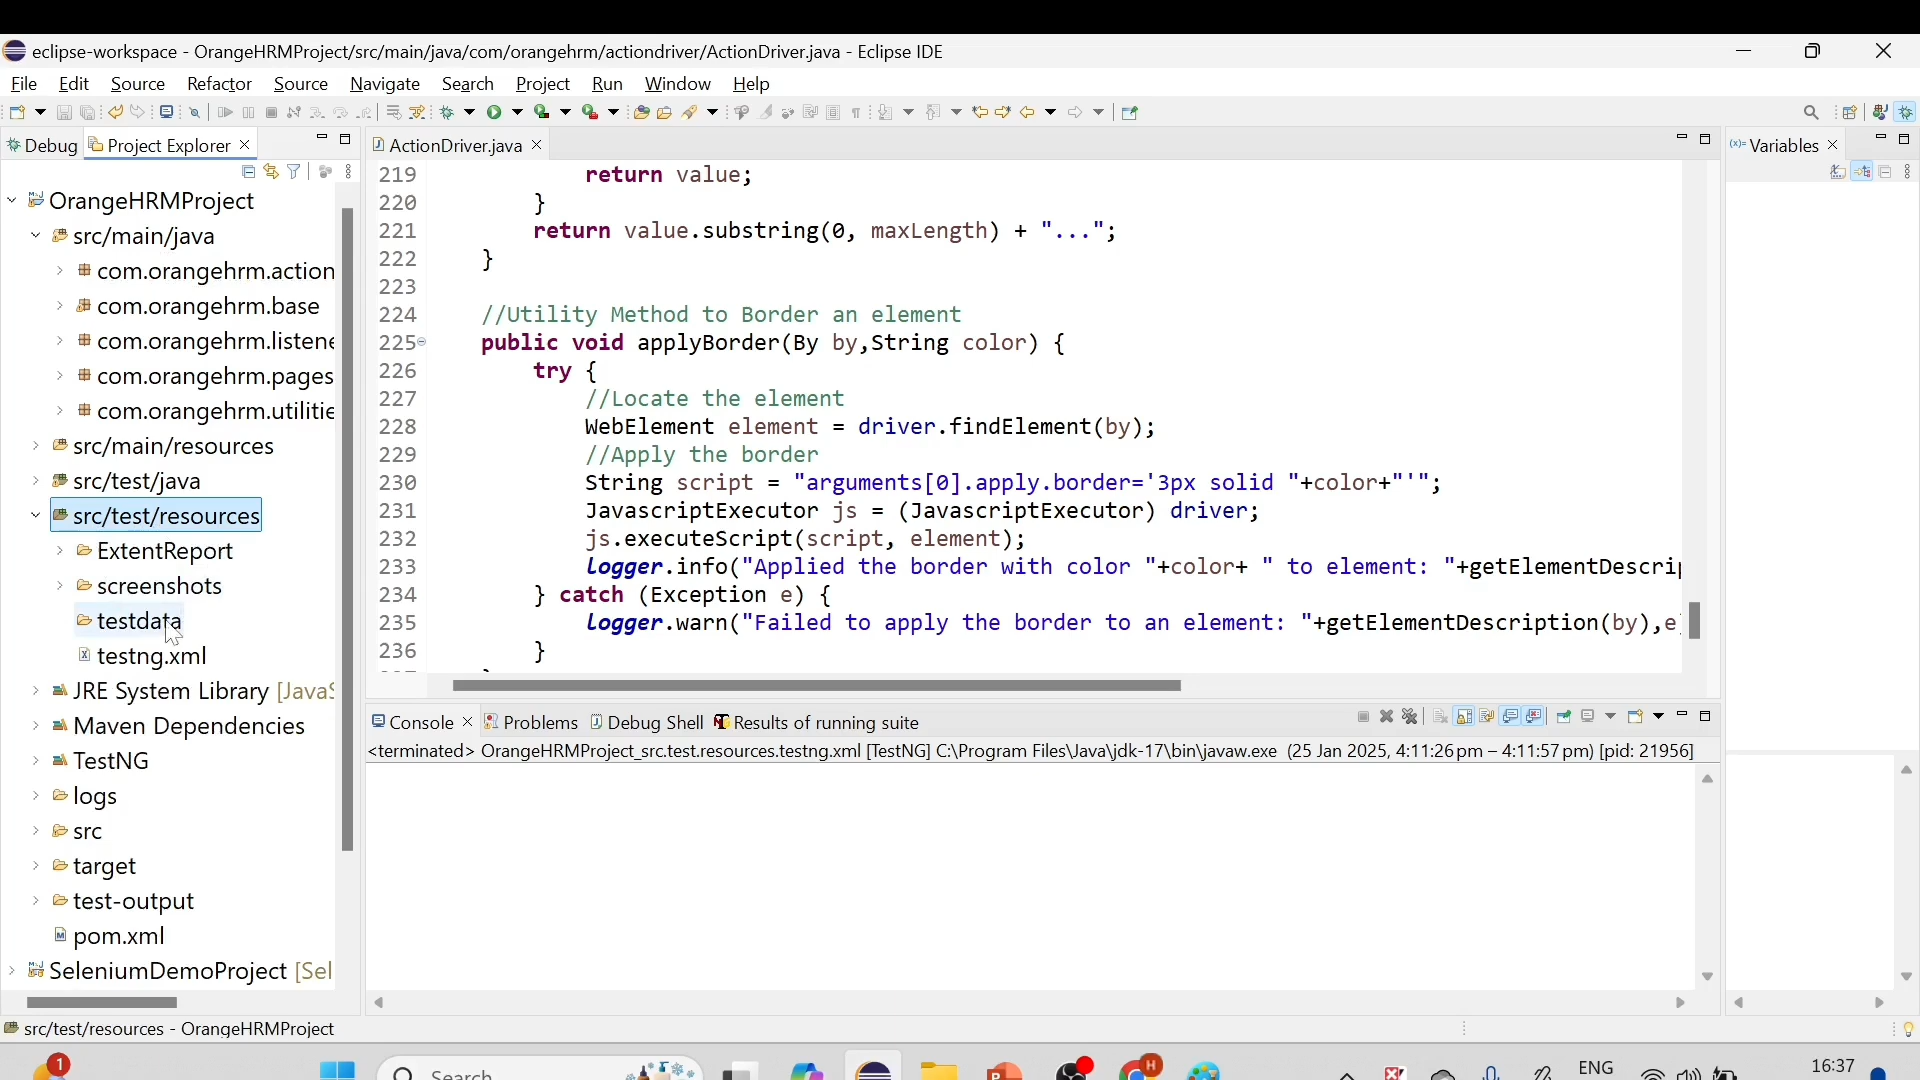 eclipse-workspace - OrangeHRMProject/src/main/java/com/orangehrm/actiondriver/ActionDriver.java - Eclipse IDE
File Edit Source Refactor Source Navigate Search Project Run Window Help
Debug Project Explorer ActionDriver.java (x)= Variables
OrangeHRMProject
src/main/java
com.orangehrm.action
com.orangehrm.base
com.orangehrm.listene
com.orangehrm.pages
com.orangehrm.utilitie
src/main/resources
src/test/java
src/test/resources
ExtentReport
screenshots
testdata
testng.xml
JRE System Library [JavaS
Maven Dependencies
TestNG
logs
src
target
test-output
pom.xml
SeleniumDemoProject [Sel
219 return value;
220 }
221 return value.substring(0, maxLength) + "...";
222 }
223
224 //Utility Method to Border an element
225 public void applyBorder(By by,String color) {
226 try {
227 //Locate the element
228 WebElement element = driver.findElement(by);
229 //Apply the border
230 String script = "arguments[0].apply.border='3px solid "+color+"'";
231 JavascriptExecutor js = (JavascriptExecutor) driver;
232 js.executeScript(script, element);
233 logger.info("Applied the border with color "+color+ " to element: "+getElementDescrip
234 } catch (Exception e) {
235 logger.warn("Failed to apply the border to an element: "+getElementDescription(by),e
236 }
Console Problems Debug Shell Results of running suite
<terminated> OrangeHRMProject_src.test.resources.testng.xml [TestNG] C:\Program Files\Java\jdk-17\bin\javaw.exe (25 Jan 2025, 4:11:26 pm – 4:11:57 pm) [pid: 21956]
src/test/resources - OrangeHRMProject
1
Search
H
ENG
16:37